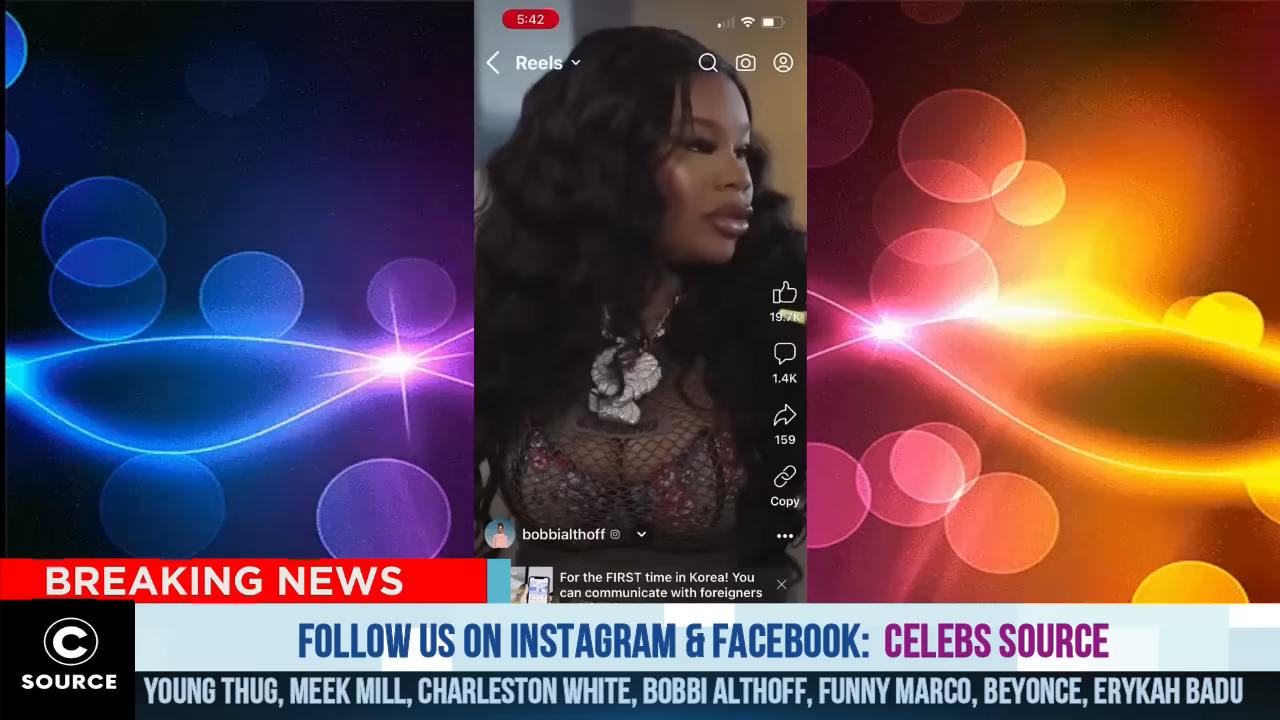 5:42
Reels
19.7K
1.4K
159
Copy
bobbialthoff
For the FIRST time in Korea! You
can communicate with foreigners
BREAKING NEWS
FOLLOW US ON INSTAGRAM & FACEBOOK: CELEBS SOURCE
C
SOURCE
YOUNG THUG, MEEK MILL, CHARLESTON WHITE, BOBBI ALTHOFF, FUNNY MARCO, BEYONCE, ERYKAH BADU